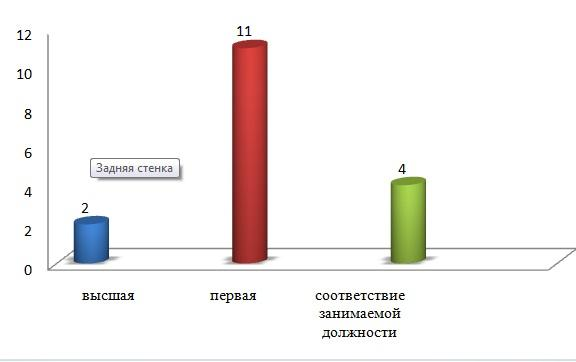 12
10
8
6
4
2
0
2
11
4
Задняя стенка
высшая
первая
соответствие
занимаемой
должности